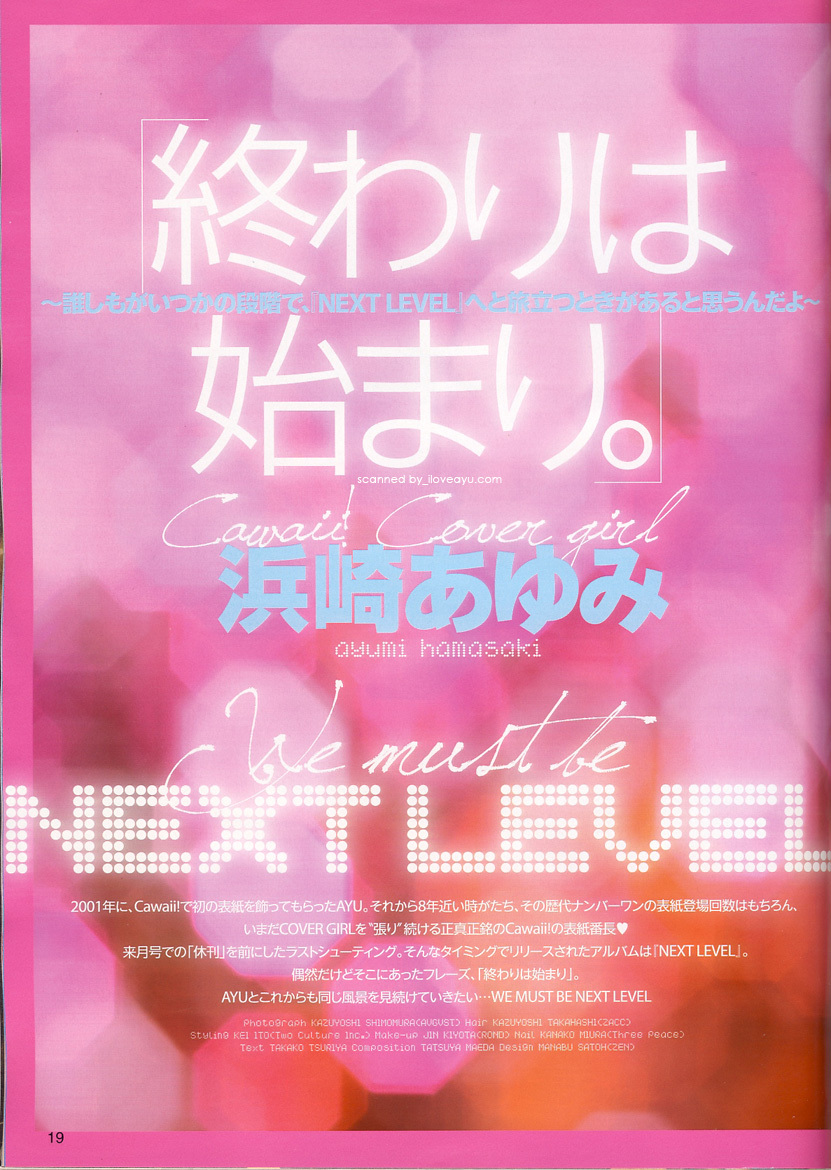 「終わりは
〜誰しもがいつかの段階で、『NEXT LEVEL』へと旅立つときがあると思うんだよ〜
始まり。」
scanned by_iloveayu.com
Cawaii! Cover girl
浜崎あゆみ
ayumi hamasaki
We must be
NEXT LEVEL
2001年に、Cawaii!で初の表紙を飾ってもらったAYU。それから8年近い時がたち、その歴代ナンバーワンの表紙登場回数はもちろん、
いまだCOVER GIRLを“張り”続ける正真正銘のCawaii!の表紙番長♥
来月号での「休刊」を前にしたラストシューティング。そんなタイミングでリリースされたアルバムは『NEXT LEVEL』。
偶然だけどそこにあったフレーズ、「終わりは始まり」。
AYUとこれからも同じ風景を見続けていきたい…WE MUST BE NEXT LEVEL
Photograph KAZUYOSHI SHIMOMURA(AVGVST) Hair KAZUYOSHI TAKAHASHI(ZACC)
Styling KEI ITO(Two Culture Inc.) Make-up JIN KIYOTA(ROND) Nail KANAKO MIURA(Three Peace)
Text TAKAKO TSURIYA Composition TATSUYA MAEDA Design MANABU SATOH(ZEN)
19